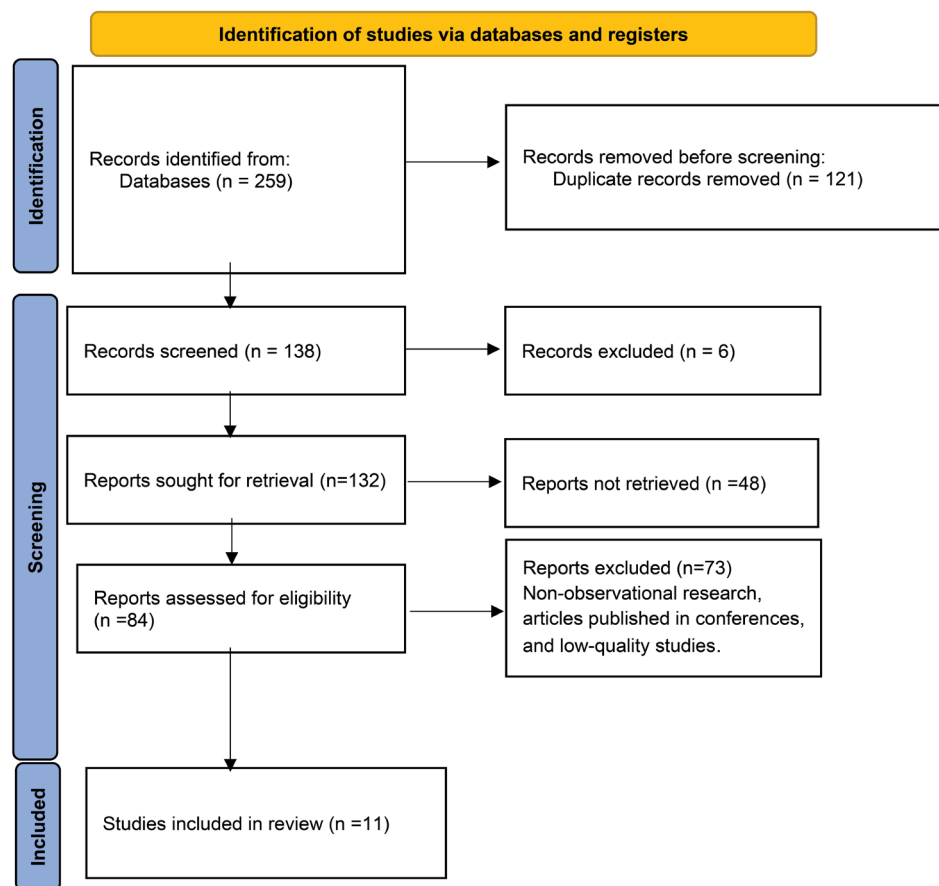 Identification of studies via databases and registers
Identification
Records identified from:
Databases (n = 259)
Records removed before screening:
Duplicate records removed (n = 121)
Screening
Records screened (n = 138)
Records excluded (n = 6)
Reports sought for retrieval (n=132)
Reports not retrieved (n =48)
Reports assessed for eligibility
(n =84)
Reports excluded (n=73)
Non-observational research,
articles published in conferences,
and low-quality studies.
Included
Studies included in review (n =11)